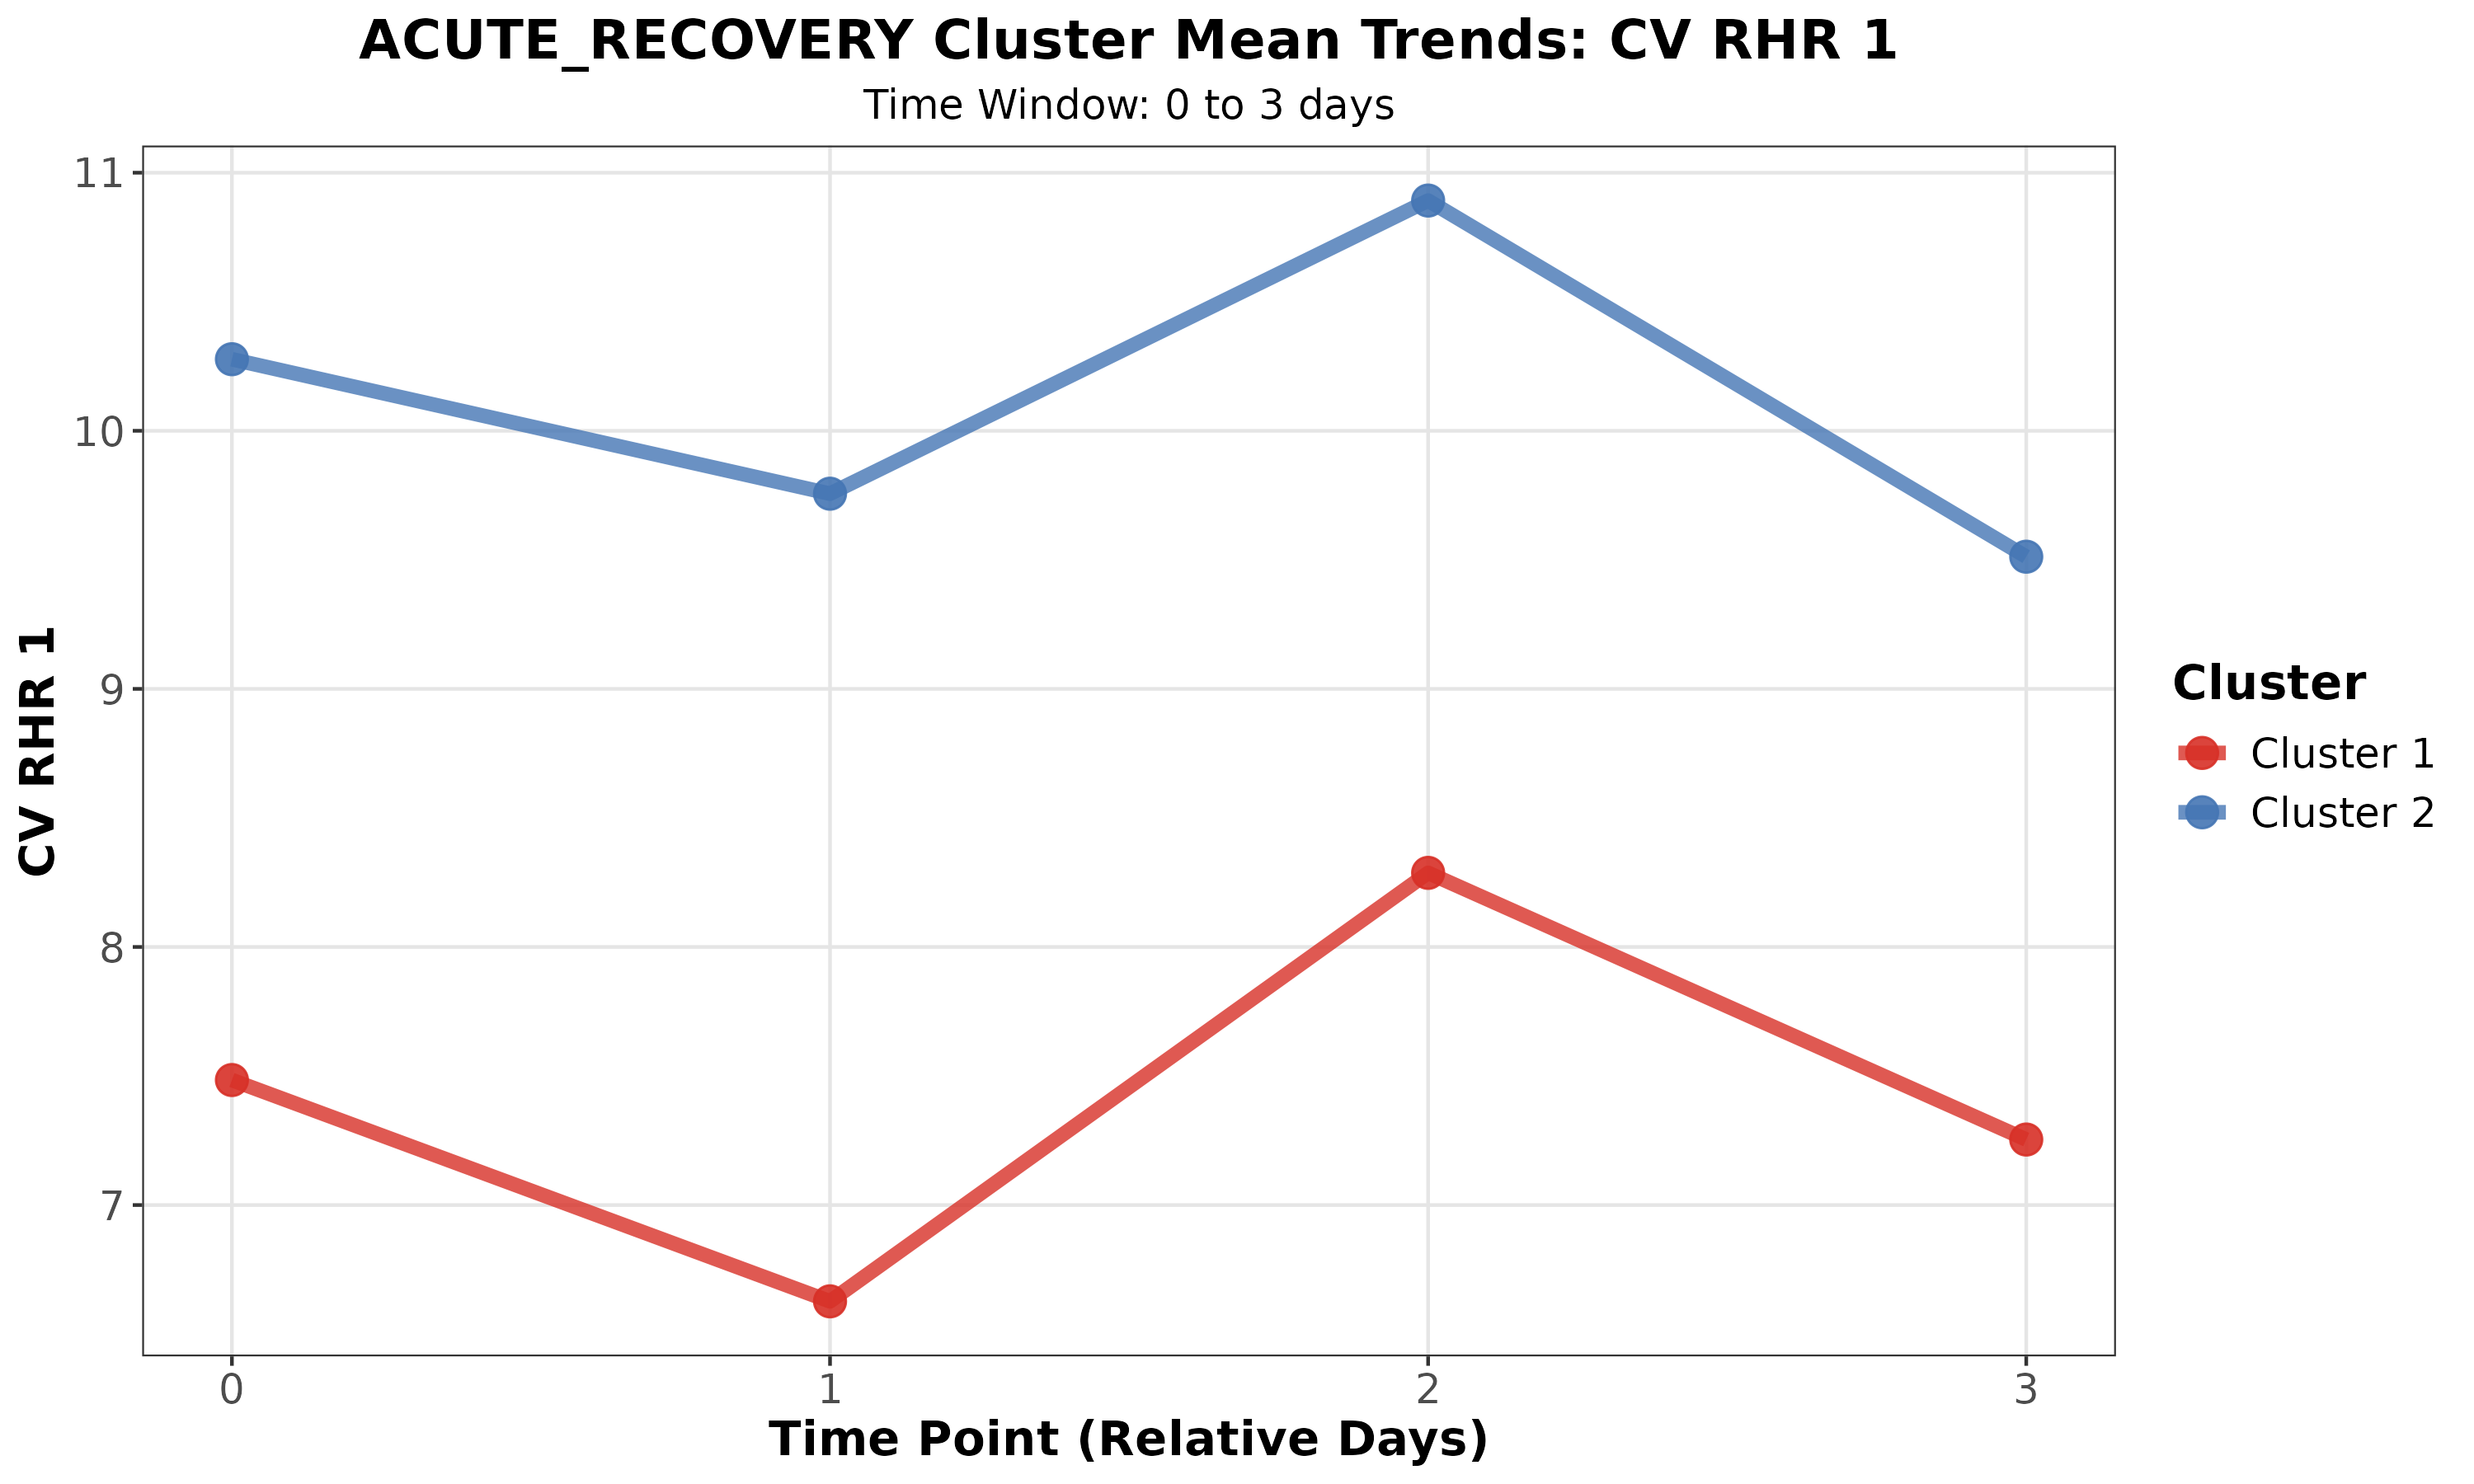 ACUTE_RECOVERY Cluster Mean Trends: CV RHR 1
Time Window: 0 to 3 days
CV RHR 1
11
10
9
8
7
0 1 2 3
Time Point (Relative Days)
Cluster
Cluster 1
Cluster 2